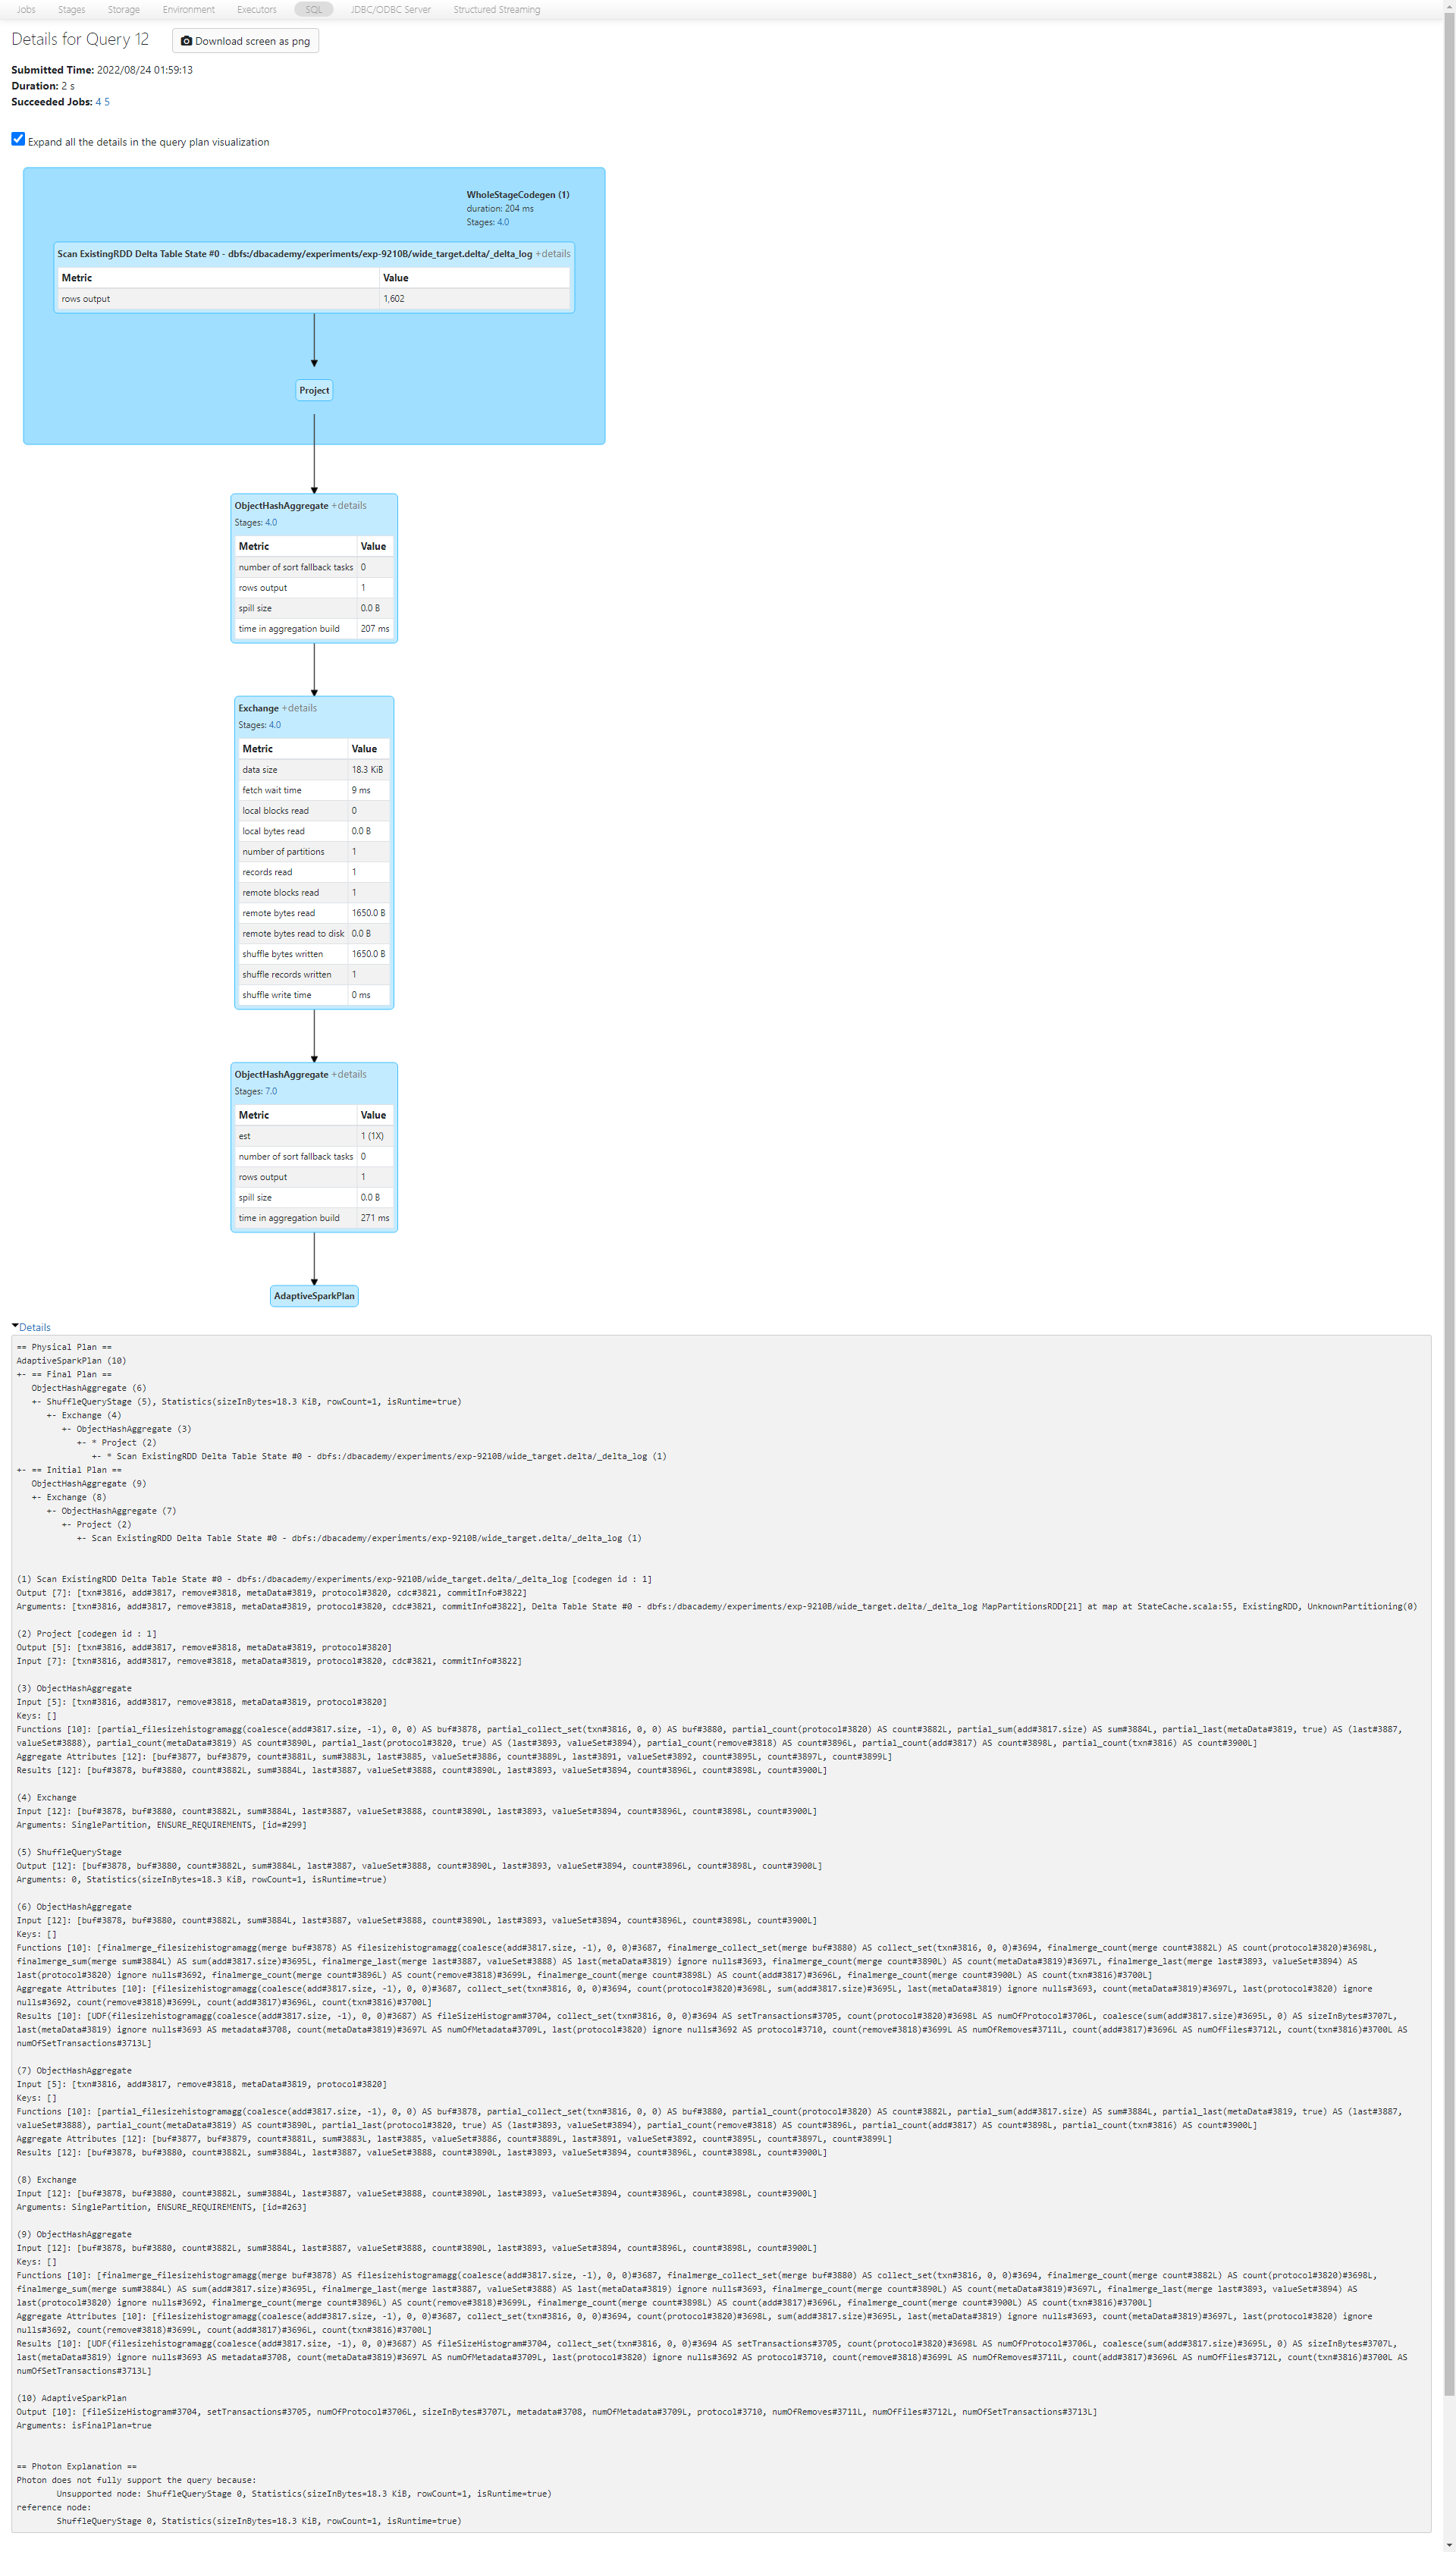 Jobs Stages Storage Environment Executors SQL JDBC/ODBC Server Structured Streaming
Details for Query 12 Download screen as png
Submitted Time: 2022/08/24 01:59:13
Duration: 2 s
Succeeded Jobs: 4 5
Expand all the details in the query plan visualization
WholeStageCodegen (1)
duration: 204 ms
Stages: 4.0
Scan ExistingRDD Delta Table State #0 - dbfs:/dbacademy/experiments/exp-9210B/wide_target.delta/_delta_log +details
Metric Value
rows output 1,602
Project
ObjectHashAggregate +details
Stages: 4.0
Metric Value
number of sort fallback tasks 0
rows output 1
spill size 0.0 B
time in aggregation build 207 ms
Exchange +details
Stages: 4.0
Metric Value
data size 18.3 KiB
fetch wait time 9 ms
local blocks read 0
local bytes read 0.0 B
number of partitions 1
records read 1
remote blocks read 1
remote bytes read 1650.0 B
remote bytes read to disk 0.0 B
shuffle bytes written 1650.0 B
shuffle records written 1
shuffle write time 0 ms
ObjectHashAggregate +details
Stages: 7.0
Metric Value
est 1 (1X)
number of sort fallback tasks 0
rows output 1
spill size 0.0 B
time in aggregation build 271 ms
AdaptiveSparkPlan
Details
== Physical Plan ==
AdaptiveSparkPlan (10)
+- == Final Plan ==
   ObjectHashAggregate (6)
   +- ShuffleQueryStage (5), Statistics(sizeInBytes=18.3 KiB, rowCount=1, isRuntime=true)
      +- Exchange (4)
         +- ObjectHashAggregate (3)
            +- * Project (2)
               +- * Scan ExistingRDD Delta Table State #0 - dbfs:/dbacademy/experiments/exp-9210B/wide_target.delta/_delta_log (1)
+- == Initial Plan ==
   ObjectHashAggregate (9)
   +- Exchange (8)
      +- ObjectHashAggregate (7)
         +- Project (2)
            +- Scan ExistingRDD Delta Table State #0 - dbfs:/dbacademy/experiments/exp-9210B/wide_target.delta/_delta_log (1)
(1) Scan ExistingRDD Delta Table State #0 - dbfs:/dbacademy/experiments/exp-9210B/wide_target.delta/_delta_log [codegen id : 1]
Output [7]: [txn#3816, add#3817, remove#3818, metaData#3819, protocol#3820, cdc#3821, commitInfo#3822]
Arguments: [txn#3816, add#3817, remove#3818, metaData#3819, protocol#3820, cdc#3821, commitInfo#3822], Delta Table State #0 - dbfs:/dbacademy/experiments/exp-9210B/wide_target.delta/_delta_log MapPartitionsRDD[21] at map at StateCache.scala:55, ExistingRDD, UnknownPartitioning(0)
(2) Project [codegen id : 1]
Output [5]: [txn#3816, add#3817, remove#3818, metaData#3819, protocol#3820]
Input [7]: [txn#3816, add#3817, remove#3818, metaData#3819, protocol#3820, cdc#3821, commitInfo#3822]
(3) ObjectHashAggregate
Input [5]: [txn#3816, add#3817, remove#3818, metaData#3819, protocol#3820]
Keys: []
Functions [10]: [partial_filesizehistogramagg(coalesce(add#3817.size, -1), 0, 0) AS buf#3878, partial_collect_set(txn#3816, 0, 0) AS buf#3880, partial_count(protocol#3820) AS count#3882L, partial_sum(add#3817.size) AS sum#3884L, partial_last(metaData#3819, true) AS (last#3887,
valueSet#3888), partial_count(metaData#3819) AS count#3890L, partial_last(protocol#3820, true) AS (last#3893, valueSet#3894), partial_count(remove#3818) AS count#3896L, partial_count(add#3817) AS count#3898L, partial_count(txn#3816) AS count#3900L]
Aggregate Attributes [12]: [buf#3877, buf#3879, count#3881L, sum#3883L, last#3885, valueSet#3886, count#3889L, last#3891, valueSet#3892, count#3895L, count#3897L, count#3899L]
Results [12]: [buf#3878, buf#3880, count#3882L, sum#3884L, last#3887, valueSet#3888, count#3890L, last#3893, valueSet#3894, count#3896L, count#3898L, count#3900L]
(4) Exchange
Input [12]: [buf#3878, buf#3880, count#3882L, sum#3884L, last#3887, valueSet#3888, count#3890L, last#3893, valueSet#3894, count#3896L, count#3898L, count#3900L]
Arguments: SinglePartition, ENSURE_REQUIREMENTS, [id=#299]
(5) ShuffleQueryStage
Output [12]: [buf#3878, buf#3880, count#3882L, sum#3884L, last#3887, valueSet#3888, count#3890L, last#3893, valueSet#3894, count#3896L, count#3898L, count#3900L]
Arguments: 0, Statistics(sizeInBytes=18.3 KiB, rowCount=1, isRuntime=true)
(6) ObjectHashAggregate
Input [12]: [buf#3878, buf#3880, count#3882L, sum#3884L, last#3887, valueSet#3888, count#3890L, last#3893, valueSet#3894, count#3896L, count#3898L, count#3900L]
Keys: []
Functions [10]: [finalmerge_filesizehistogramagg(merge buf#3878) AS filesizehistogramagg(coalesce(add#3817.size, -1), 0, 0)#3687, finalmerge_collect_set(merge buf#3880) AS collect_set(txn#3816, 0, 0)#3694, finalmerge_count(merge count#3882L) AS count(protocol#3820)#3698L,
finalmerge_sum(merge sum#3884L) AS sum(add#3817.size)#3695L, finalmerge_last(merge last#3887, valueSet#3888) AS last(metaData#3819) ignore nulls#3693, finalmerge_count(merge count#3890L) AS count(metaData#3819)#3697L, finalmerge_last(merge last#3893, valueSet#3894) AS
last(protocol#3820) ignore nulls#3692, finalmerge_count(merge count#3896L) AS count(remove#3818)#3699L, finalmerge_count(merge count#3898L) AS count(add#3817)#3696L, finalmerge_count(merge count#3900L) AS count(txn#3816)#3700L]
Aggregate Attributes [10]: [filesizehistogramagg(coalesce(add#3817.size, -1), 0, 0)#3687, collect_set(txn#3816, 0, 0)#3694, count(protocol#3820)#3698L, sum(add#3817.size)#3695L, last(metaData#3819) ignore nulls#3693, count(metaData#3819)#3697L, last(protocol#3820) ignore
nulls#3692, count(remove#3818)#3699L, count(add#3817)#3696L, count(txn#3816)#3700L]
Results [10]: [UDF(filesizehistogramagg(coalesce(add#3817.size, -1), 0, 0)#3687) AS fileSizeHistogram#3704, collect_set(txn#3816, 0, 0)#3694 AS setTransactions#3705, count(protocol#3820)#3698L AS numOfProtocol#3706L, coalesce(sum(add#3817.size)#3695L, 0) AS sizeInBytes#3707L,
last(metaData#3819) ignore nulls#3693 AS metadata#3708, count(metaData#3819)#3697L AS numOfMetadata#3709L, last(protocol#3820) ignore nulls#3692 AS protocol#3710, count(remove#3818)#3699L AS numOfRemoves#3711L, count(add#3817)#3696L AS numOfFiles#3712L, count(txn#3816)#3700L AS
numOfSetTransactions#3713L]
(7) ObjectHashAggregate
Input [5]: [txn#3816, add#3817, remove#3818, metaData#3819, protocol#3820]
Keys: []
Functions [10]: [partial_filesizehistogramagg(coalesce(add#3817.size, -1), 0, 0) AS buf#3878, partial_collect_set(txn#3816, 0, 0) AS buf#3880, partial_count(protocol#3820) AS count#3882L, partial_sum(add#3817.size) AS sum#3884L, partial_last(metaData#3819, true) AS (last#3887,
valueSet#3888), partial_count(metaData#3819) AS count#3890L, partial_last(protocol#3820, true) AS (last#3893, valueSet#3894), partial_count(remove#3818) AS count#3896L, partial_count(add#3817) AS count#3898L, partial_count(txn#3816) AS count#3900L]
Aggregate Attributes [12]: [buf#3877, buf#3879, count#3881L, sum#3883L, last#3885, valueSet#3886, count#3889L, last#3891, valueSet#3892, count#3895L, count#3897L, count#3899L]
Results [12]: [buf#3878, buf#3880, count#3882L, sum#3884L, last#3887, valueSet#3888, count#3890L, last#3893, valueSet#3894, count#3896L, count#3898L, count#3900L]
(8) Exchange
Input [12]: [buf#3878, buf#3880, count#3882L, sum#3884L, last#3887, valueSet#3888, count#3890L, last#3893, valueSet#3894, count#3896L, count#3898L, count#3900L]
Arguments: SinglePartition, ENSURE_REQUIREMENTS, [id=#263]
(9) ObjectHashAggregate
Input [12]: [buf#3878, buf#3880, count#3882L, sum#3884L, last#3887, valueSet#3888, count#3890L, last#3893, valueSet#3894, count#3896L, count#3898L, count#3900L]
Keys: []
Functions [10]: [finalmerge_filesizehistogramagg(merge buf#3878) AS filesizehistogramagg(coalesce(add#3817.size, -1), 0, 0)#3687, finalmerge_collect_set(merge buf#3880) AS collect_set(txn#3816, 0, 0)#3694, finalmerge_count(merge count#3882L) AS count(protocol#3820)#3698L,
finalmerge_sum(merge sum#3884L) AS sum(add#3817.size)#3695L, finalmerge_last(merge last#3887, valueSet#3888) AS last(metaData#3819) ignore nulls#3693, finalmerge_count(merge count#3890L) AS count(metaData#3819)#3697L, finalmerge_last(merge last#3893, valueSet#3894) AS
last(protocol#3820) ignore nulls#3692, finalmerge_count(merge count#3896L) AS count(remove#3818)#3699L, finalmerge_count(merge count#3898L) AS count(add#3817)#3696L, finalmerge_count(merge count#3900L) AS count(txn#3816)#3700L]
Aggregate Attributes [10]: [filesizehistogramagg(coalesce(add#3817.size, -1), 0, 0)#3687, collect_set(txn#3816, 0, 0)#3694, count(protocol#3820)#3698L, sum(add#3817.size)#3695L, last(metaData#3819) ignore nulls#3693, count(metaData#3819)#3697L, last(protocol#3820) ignore
nulls#3692, count(remove#3818)#3699L, count(add#3817)#3696L, count(txn#3816)#3700L]
Results [10]: [UDF(filesizehistogramagg(coalesce(add#3817.size, -1), 0, 0)#3687) AS fileSizeHistogram#3704, collect_set(txn#3816, 0, 0)#3694 AS setTransactions#3705, count(protocol#3820)#3698L AS numOfProtocol#3706L, coalesce(sum(add#3817.size)#3695L, 0) AS sizeInBytes#3707L,
last(metaData#3819) ignore nulls#3693 AS metadata#3708, count(metaData#3819)#3697L AS numOfMetadata#3709L, last(protocol#3820) ignore nulls#3692 AS protocol#3710, count(remove#3818)#3699L AS numOfRemoves#3711L, count(add#3817)#3696L AS numOfFiles#3712L, count(txn#3816)#3700L AS
numOfSetTransactions#3713L]
(10) AdaptiveSparkPlan
Output [10]: [fileSizeHistogram#3704, setTransactions#3705, numOfProtocol#3706L, sizeInBytes#3707L, metadata#3708, numOfMetadata#3709L, protocol#3710, numOfRemoves#3711L, numOfFiles#3712L, numOfSetTransactions#3713L]
Arguments: isFinalPlan=true
== Photon Explanation ==
Photon does not fully support the query because:
        Unsupported node: ShuffleQueryStage 0, Statistics(sizeInBytes=18.3 KiB, rowCount=1, isRuntime=true)
reference node:
        ShuffleQueryStage 0, Statistics(sizeInBytes=18.3 KiB, rowCount=1, isRuntime=true)